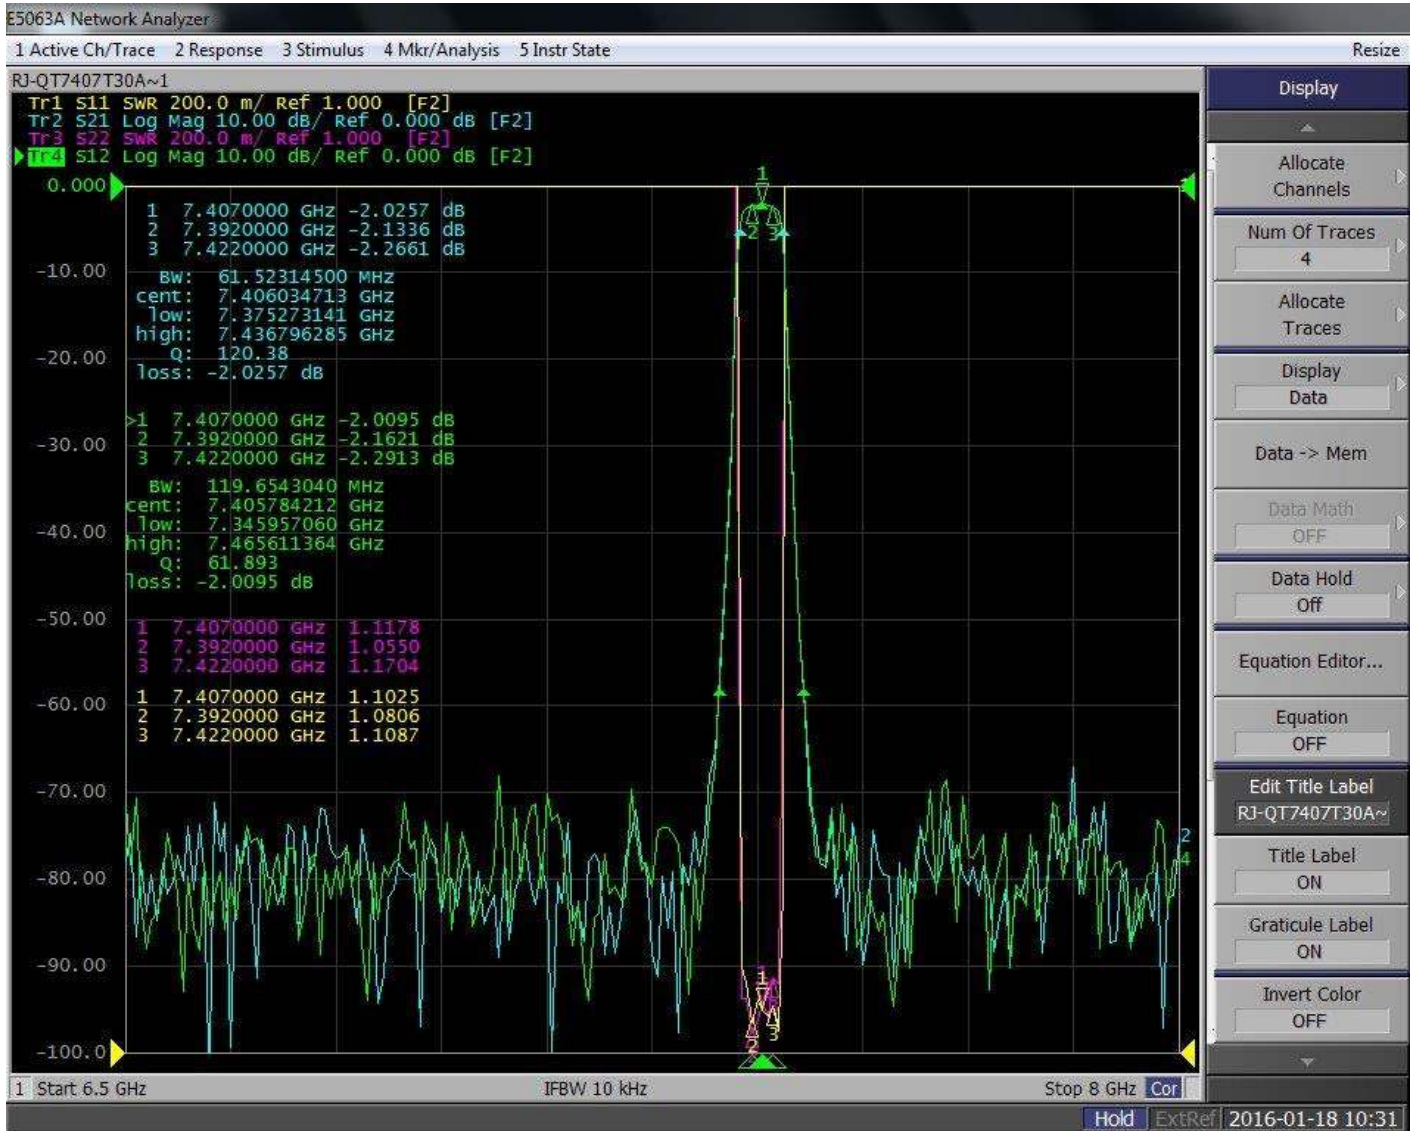 E5063A Network Analyzer
1 Active Ch/Trace 2 Response 3 Stimulus 4 Mkr/Analysis 5 Instr State Resize
RJ-QT7407T30A~1
Tr1 S11 SWR 200.0 m/ Ref 1.000 [F2]
Tr2 S21 Log Mag 10.00 dB/ Ref 0.000 dB [F2]
Tr3 S22 SWR 200.0 m/ Ref 1.000 [F2]
Tr4 S12 Log Mag 10.00 dB/ Ref 0.000 dB [F2]
0.000
-10.00
-20.00
-30.00
-40.00
-50.00
-60.00
-70.00
-80.00
-90.00
-100.0
1 7.4070000 GHz -2.0257 dB
2 7.3920000 GHz -2.1336 dB
3 7.4220000 GHz -2.2661 dB
BW: 61.52314500 MHz
cent: 7.406034713 GHz
low: 7.375273141 GHz
high: 7.436796285 GHz
Q: 120.38
loss: -2.0257 dB
>1 7.4070000 GHz -2.0095 dB
2 7.3920000 GHz -2.1621 dB
3 7.4220000 GHz -2.2913 dB
BW: 119.6543040 MHz
cent: 7.405784212 GHz
low: 7.345957060 GHz
high: 7.465611364 GHz
Q: 61.893
loss: -2.0095 dB
1 7.4070000 GHz 1.1178
2 7.3920000 GHz 1.0550
3 7.4220000 GHz 1.1704
1 7.4070000 GHz 1.1025
2 7.3920000 GHz 1.0806
3 7.4220000 GHz 1.1087
1
2 3
2
4
1
2
3
1 Start 6.5 GHz IFBW 10 kHz Stop 8 GHz Cor
Display
Allocate
Channels
Num Of Traces
4
Allocate
Traces
Display
Data
Data -> Mem
Data Math
OFF
Data Hold
Off
Equation Editor...
Equation
OFF
Edit Title Label
RJ-QT7407T30A~
Title Label
ON
Graticule Label
ON
Invert Color
OFF
Hold ExtRef 2016-01-18 10:31